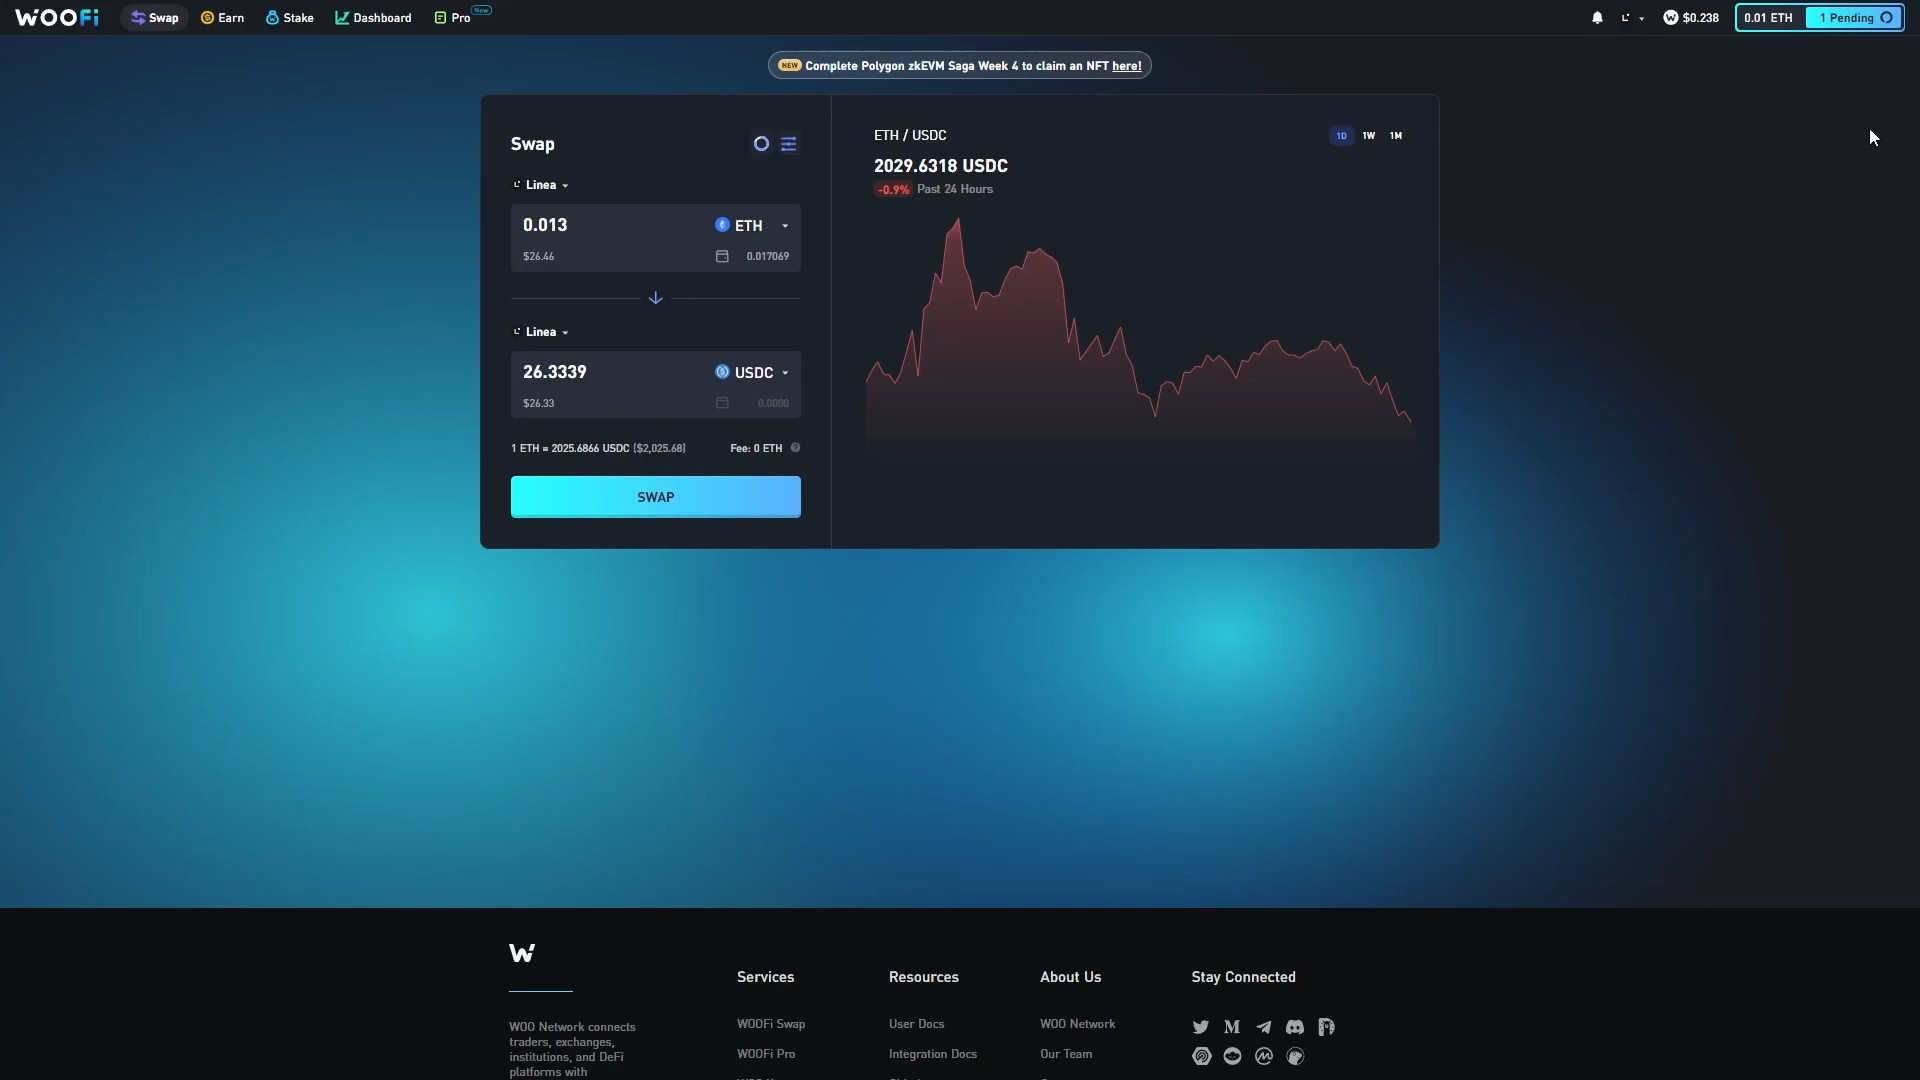 WOOFi
Swap
Earn
Stake
Dashboard
Pro
New
$0.238
0.01 ETH
1 Pending
NEW Complete Polygon zkEVM Saga Week 4 to claim an NFT here!
Swap
Linea
0.013
ETH
$26.46
0.017069
Linea
26.3339
USDC
$26.33
0.0000
1 ETH = 2025.6866 USDC ($2,025.68)
Fee: 0 ETH
SWAP
ETH / USDC
1D
1W
1M
2029.6318 USDC
-0.9% Past 24 Hours
WOO Network connects
traders, exchanges,
institutions, and DeFi
platforms with
Services
WOOFi Swap
WOOFi Pro
Resources
User Docs
Integration Docs
About Us
WOO Network
Our Team
Stay Connected